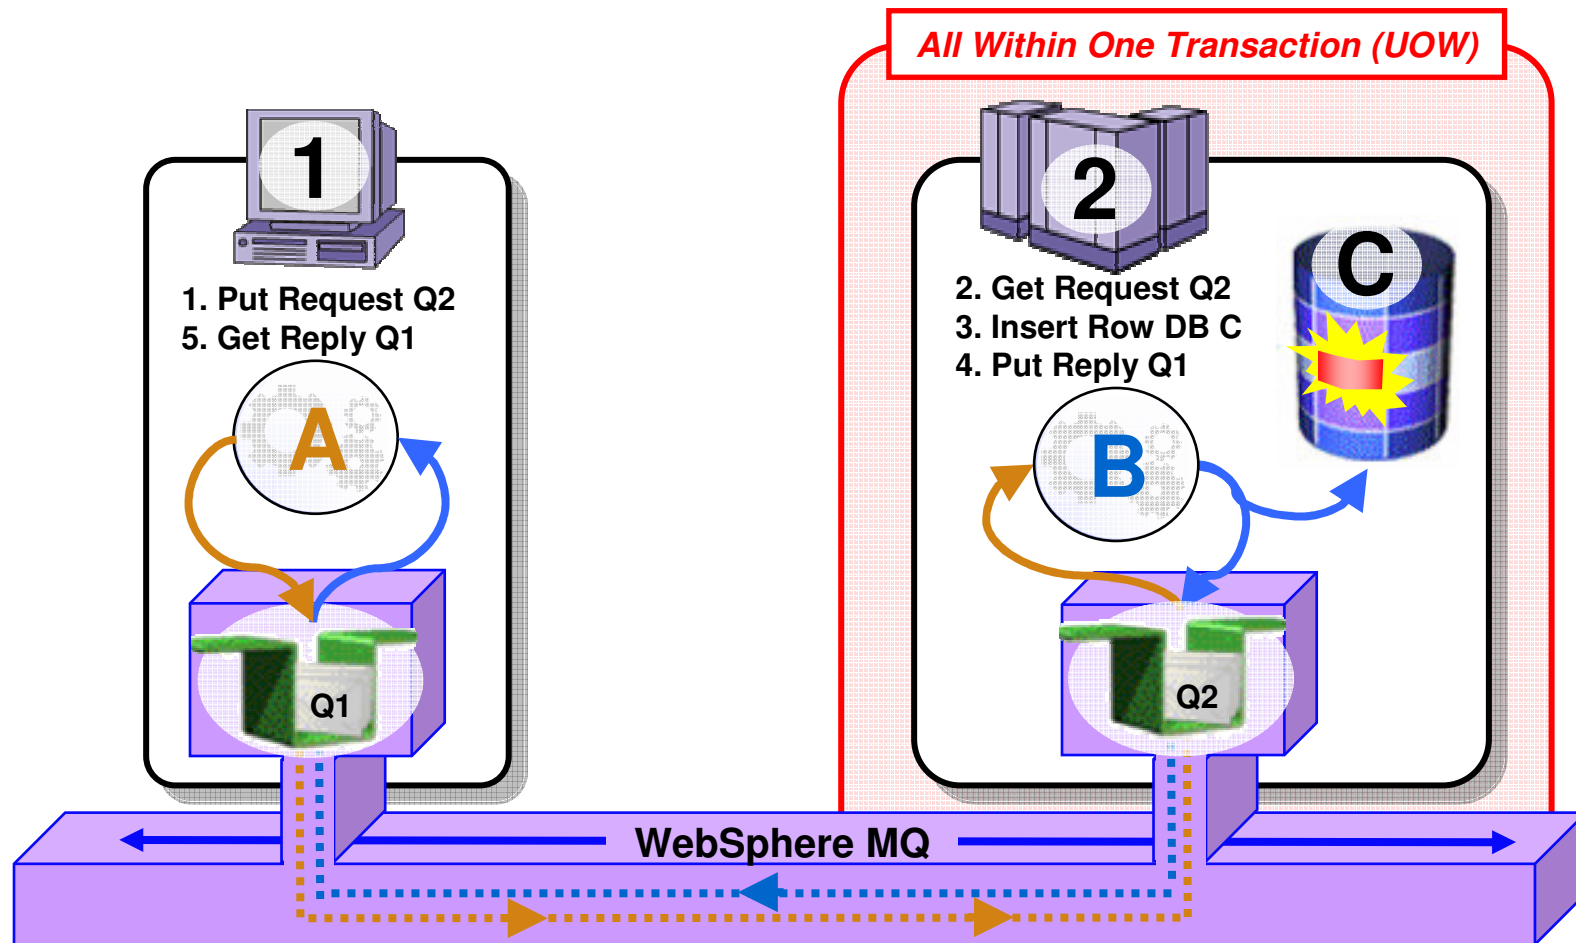 All Within One Transaction (UOW)
1
1. Put Request Q2
5. Get Reply Q1
A
Q1
2
2. Get Request Q2
3. Insert Row DB C
4. Put Reply Q1
C
B
Q2
WebSphere MQ